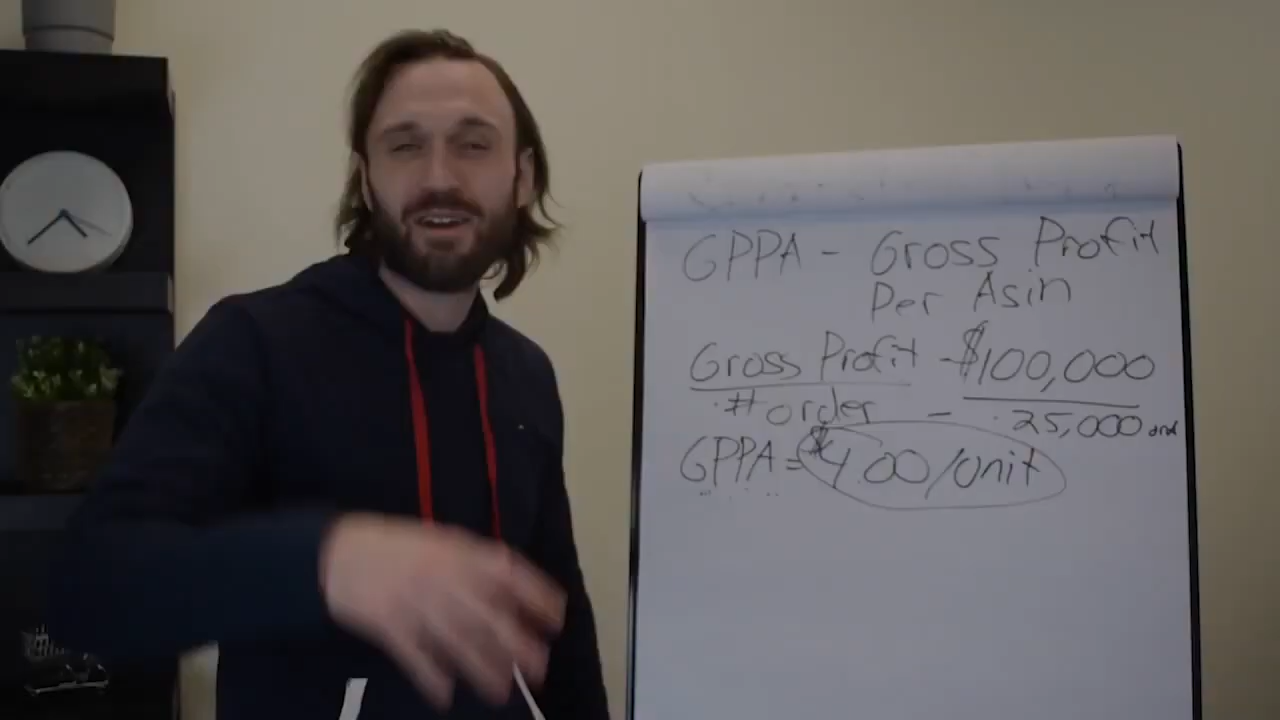 GPPA - Gross Profit
Per Asin
Gross Profit - $100,000
# order - 25,000
GPPA = $4.00/Unit